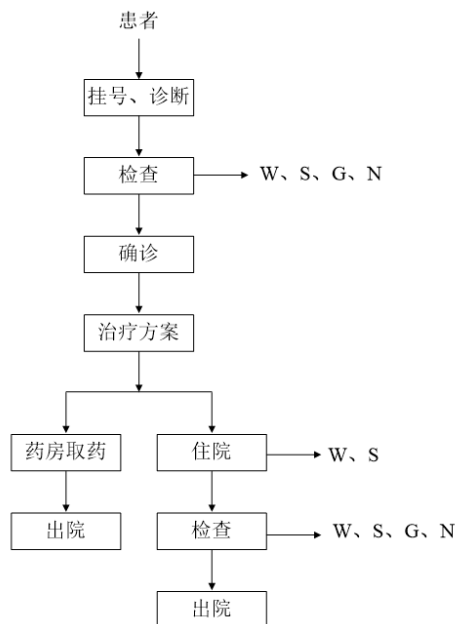 患者
挂号、诊断
检查
W、S、G、N
确诊
治疗方案
药房取药
住院
W、S
出院
检查
W、S、G、N
出院